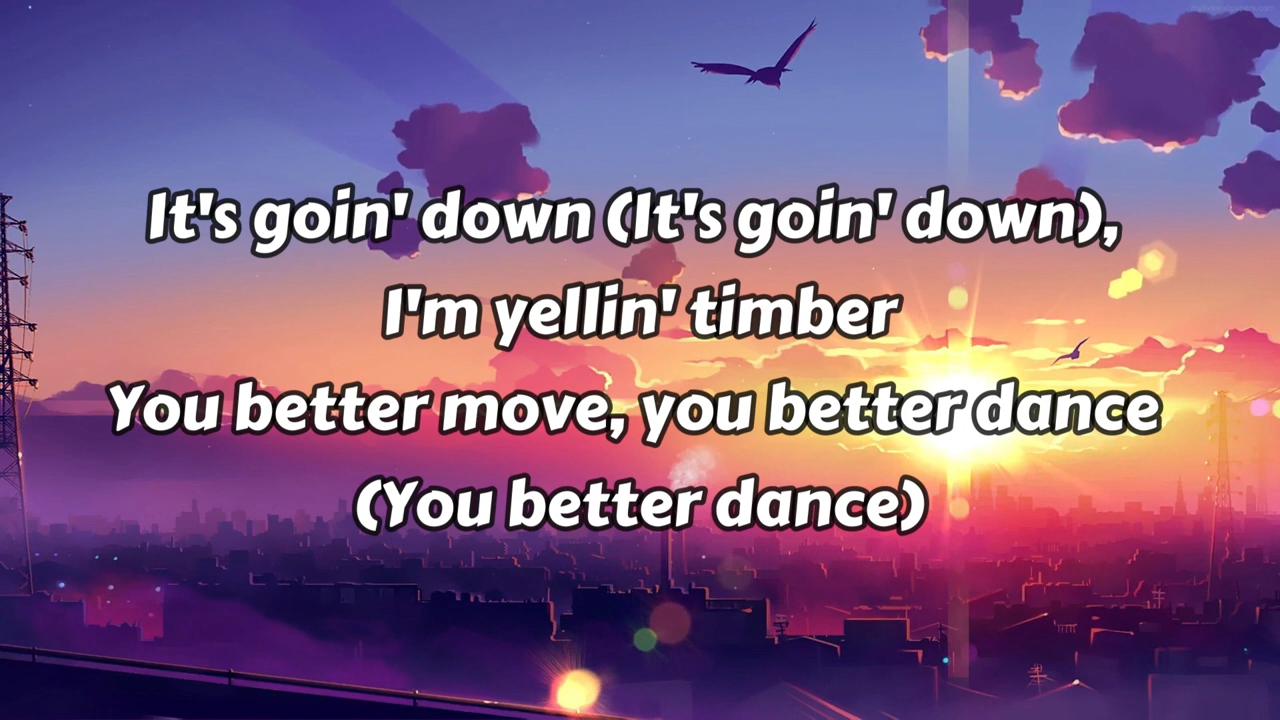 It's goin' down (It's goin' down),
I'm yellin' timber
You better move, you better dance
(You better dance)